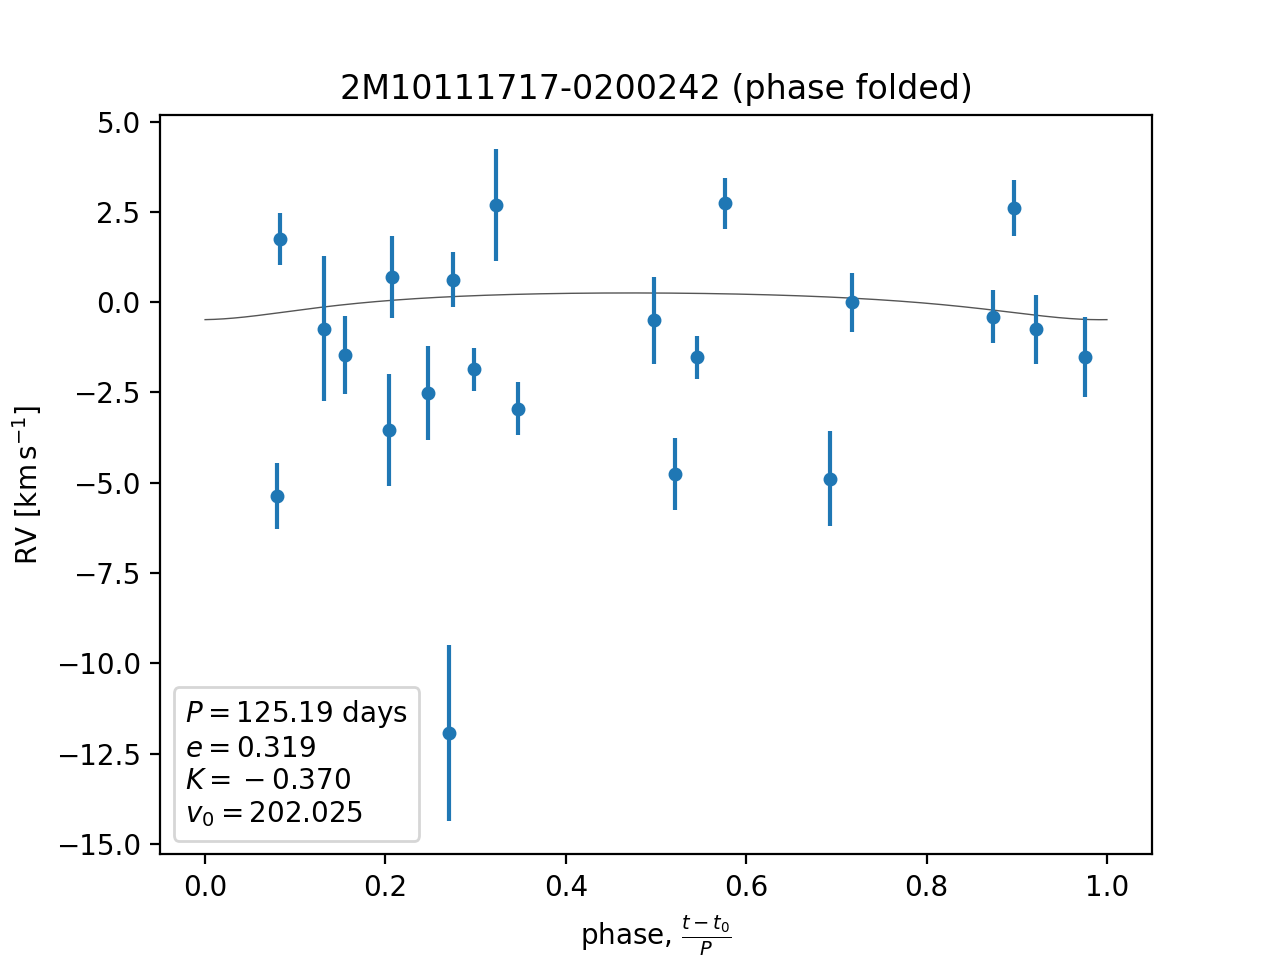 2M10111717-0200242 (phase folded)
5.0
2.5
0.0
−2.5
−5.0
−7.5
−10.0
−12.5
−15.0
RV [km s⁻¹]
P = 125.19 days
e = 0.319
K = −0.370
v₀ = 202.025
0.0 0.2 0.4 0.6 0.8 1.0
phase, (t − t₀)/P